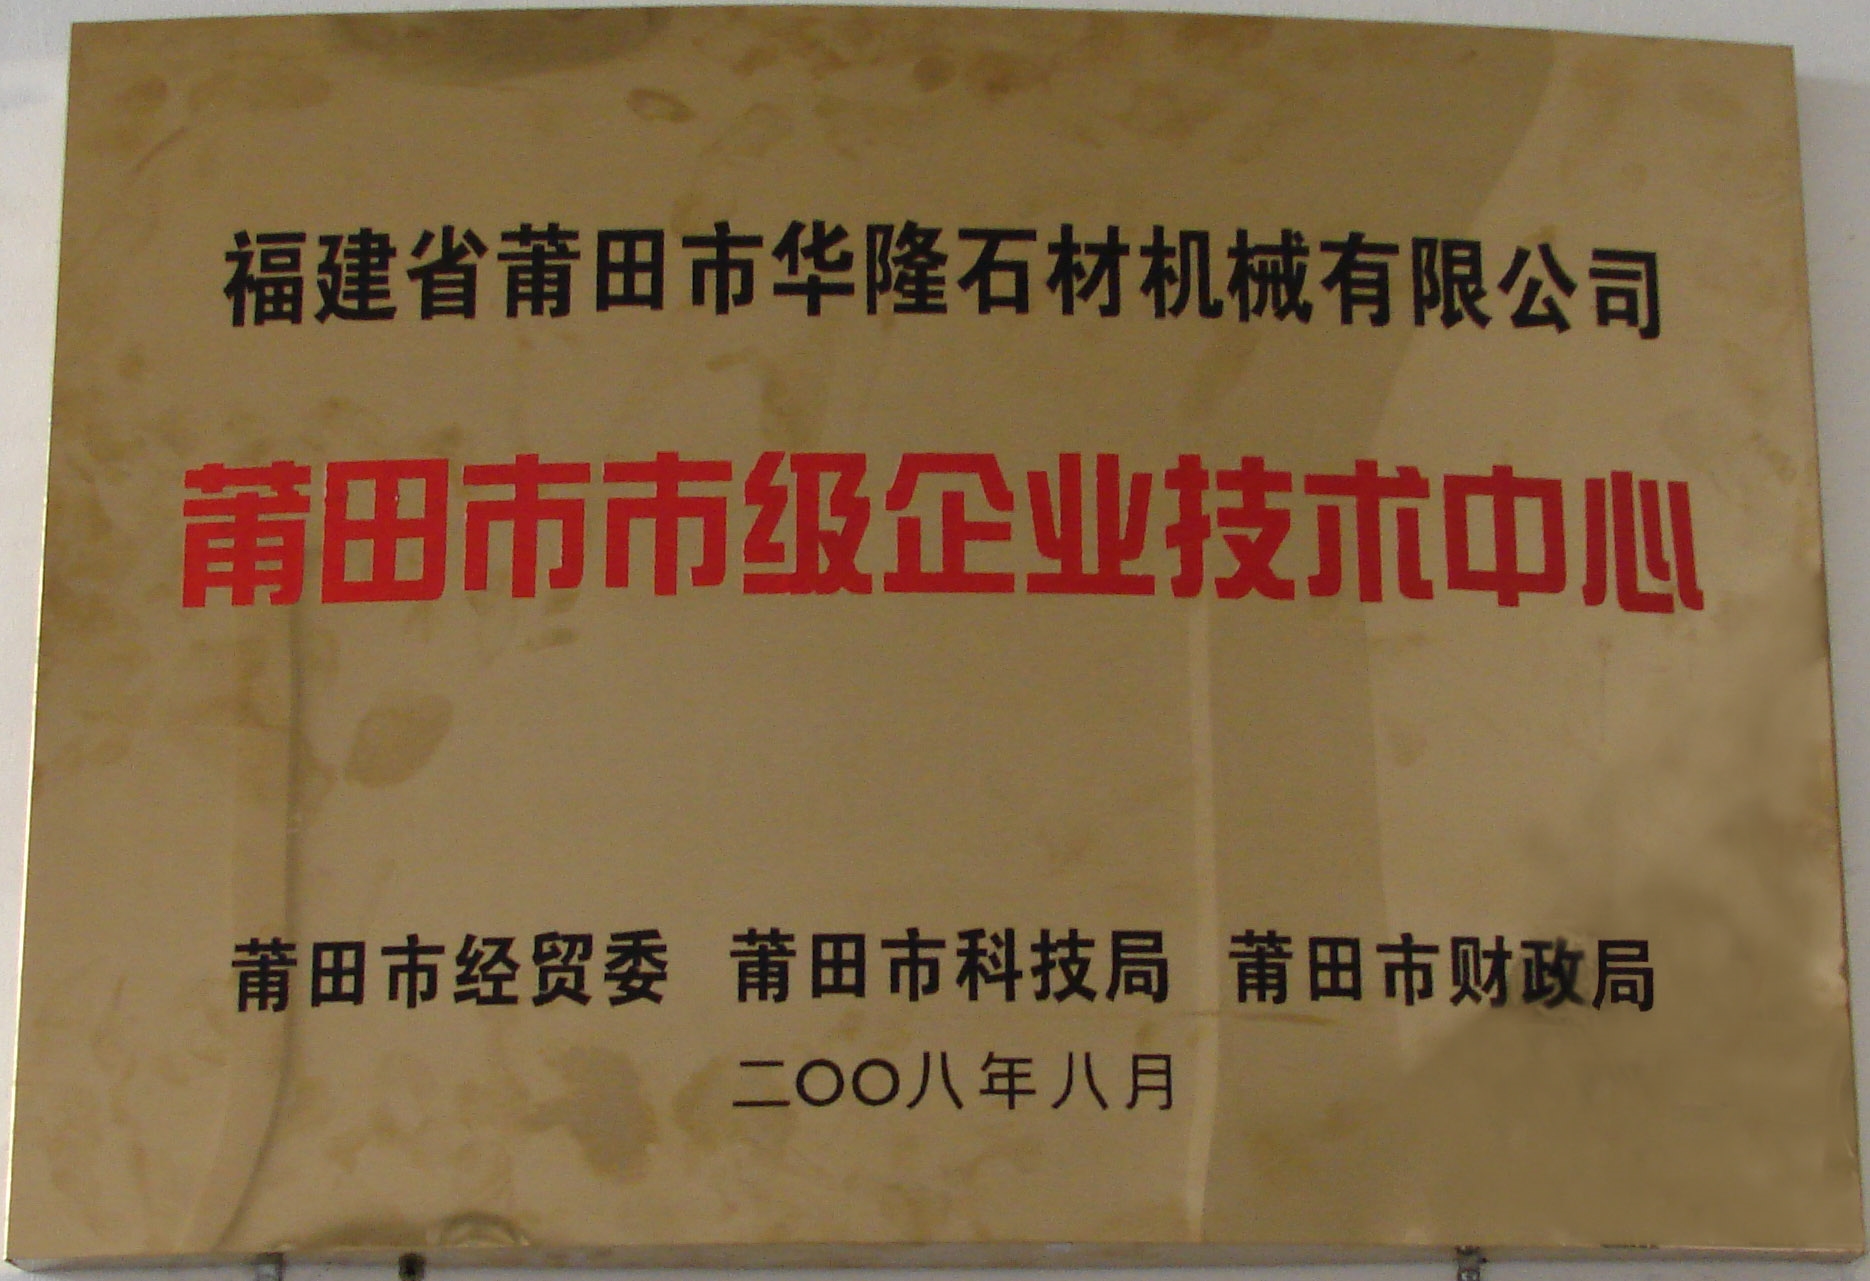 福建省莆田市华隆石材机械有限公司
莆田市市级企业技术中心
莆田市经贸委 莆田市科技局 莆田市财政局
二〇〇八年八月